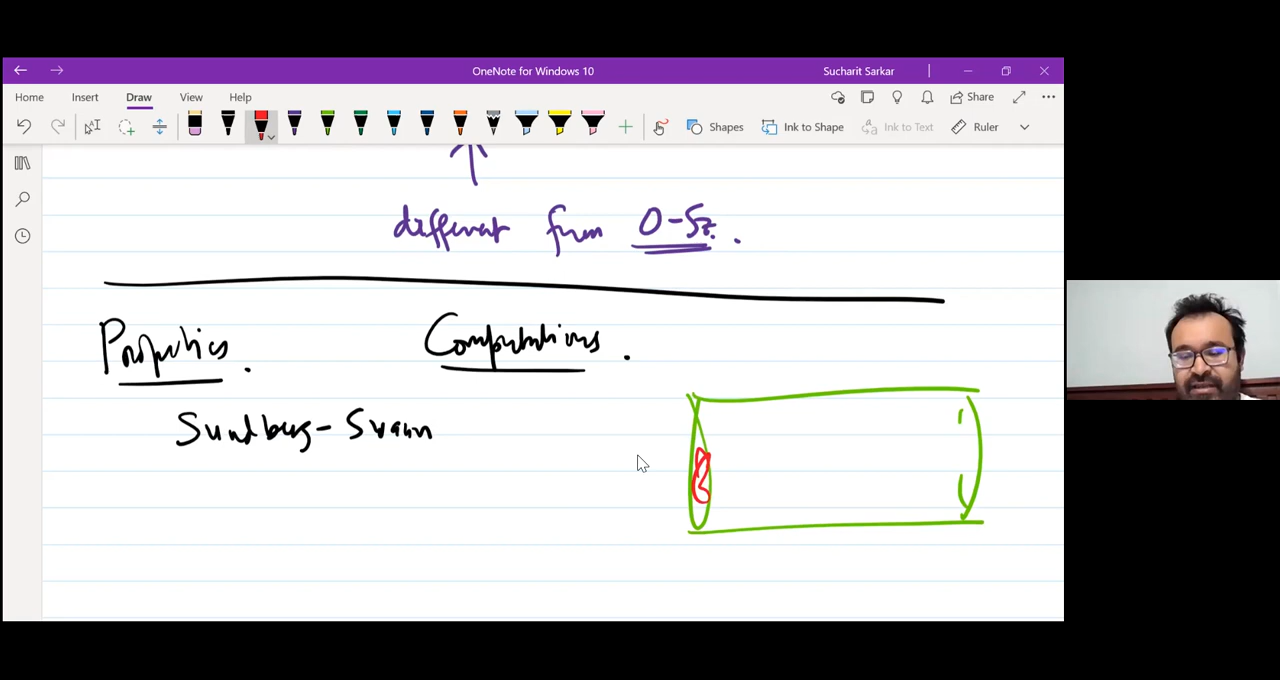 OneNote for Windows 10
Sucharit Sarkar
Home Insert Draw View Help
Share
Shapes Ink to Shape Ink to Text Ruler
different from O-Sz.
Properties. Computations.
Sundberg-Swann